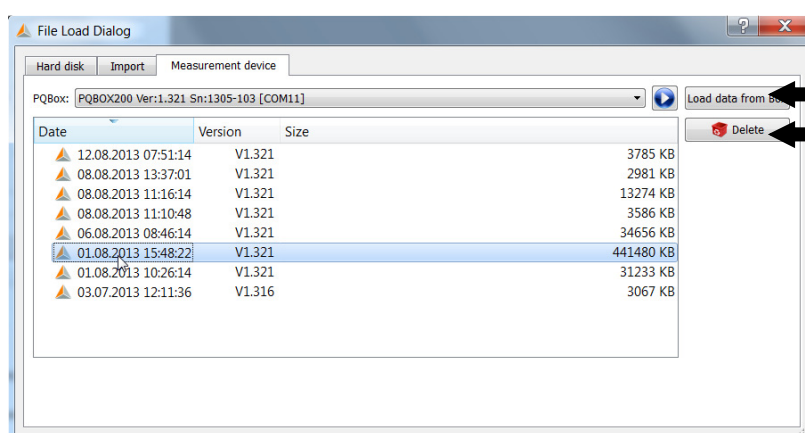 File Load Dialog
Hard disk Import Measurement device
PQBox: PQBOX200 Ver:1.321 Sn:1305-103 [COM11] Load data from
Delete
Date Version Size
12.08.2013 07:51:14 V1.321 3785 KB
08.08.2013 13:37:01 V1.321 2981 KB
08.08.2013 11:16:14 V1.321 13274 KB
08.08.2013 11:10:48 V1.321 3586 KB
06.08.2013 08:46:14 V1.321 34656 KB
01.08.2013 15:48:22 V1.321 441480 KB
01.08.2013 10:26:14 V1.321 31233 KB
03.07.2013 12:11:36 V1.316 3067 KB